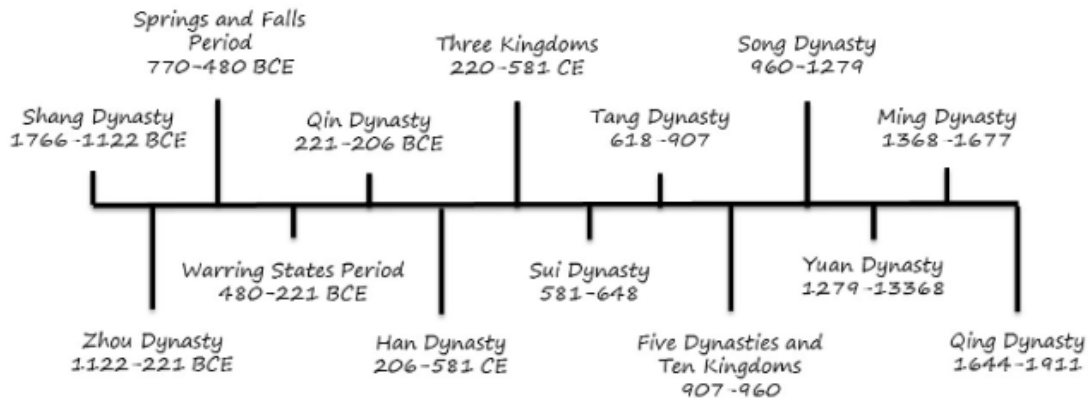 Springs and Falls
Period
770-480 BCE
Three Kingdoms
220-581 CE
Song Dynasty
960-1279
Shang Dynasty
1766-1122 BCE
Qin Dynasty
221-206 BCE
Tang Dynasty
618-907
Ming Dynasty
1368-1677
Warring States Period
480-221 BCE
Sui Dynasty
581-648
Yuan Dynasty
1279-13368
Zhou Dynasty
1122-221 BCE
Han Dynasty
206-581 CE
Five Dynasties and
Ten Kingdoms
907-960
Qing Dynasty
1644-1911